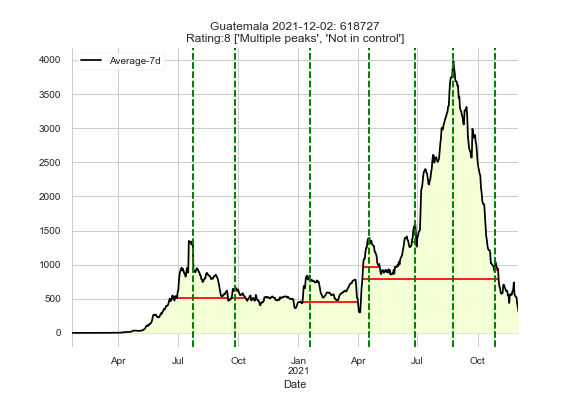 Guatemala 2021-12-02: 618727
Rating:8 ['Multiple peaks', 'Not in control']
Average-7d
4000
3500
3000
2500
2000
1500
1000
500
0
Apr Jul Oct Jan Apr Jul Oct
2021
Date